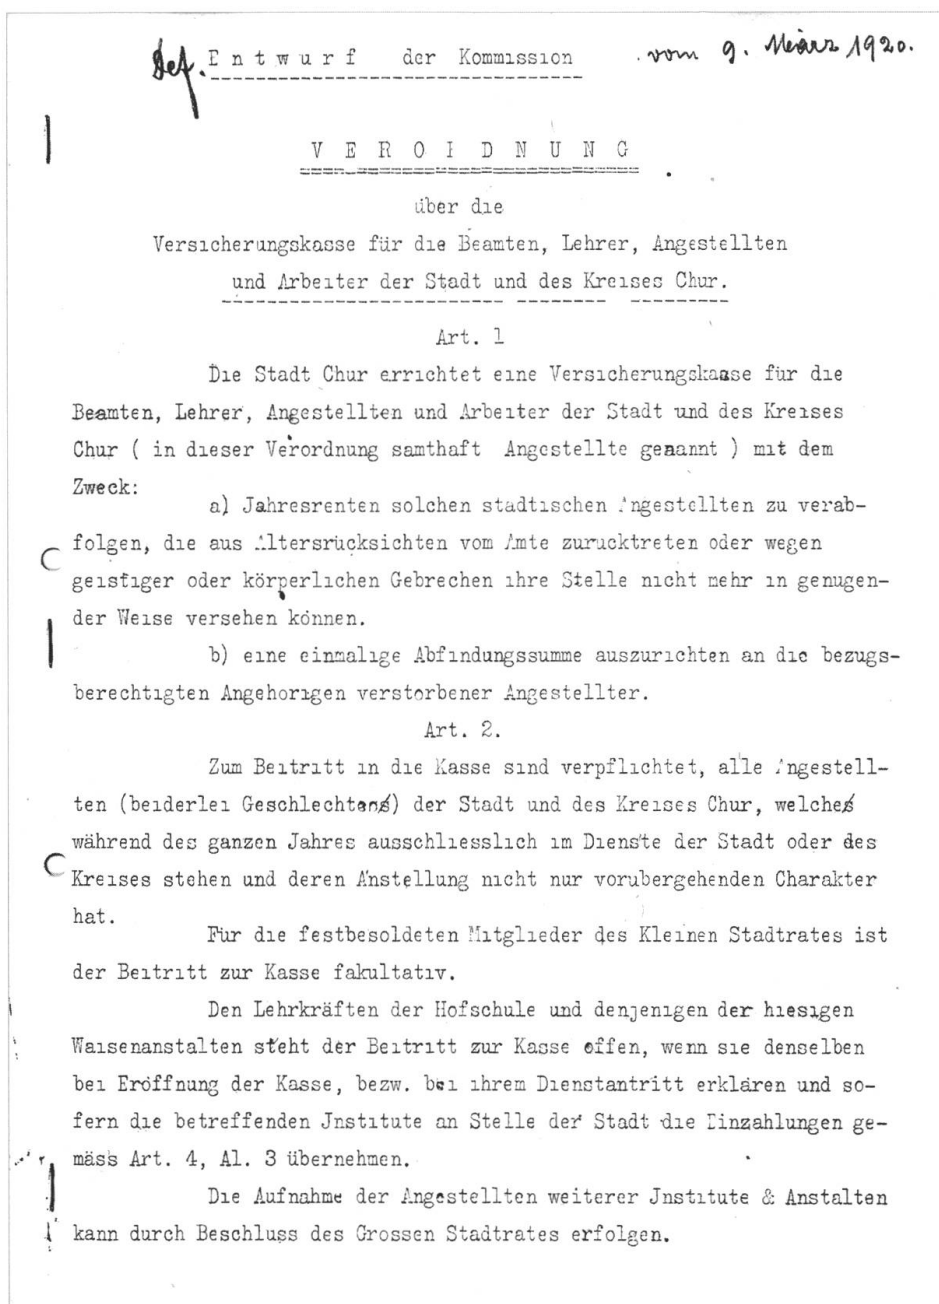 Def. Entwurf der Kommission vom 9. März 1920.
VEROIDNUNG
über die
Versicherungskasse für die Beamten, Lehrer, Angestellten
und Arbeiter der Stadt und des Kreises Chur.
Art. 1
Die Stadt Chur errichtet eine Versicherungskasse für die
Beamten, Lehrer, Angestellten und Arbeiter der Stadt und des Kreises
Chur ( in dieser Verordnung samthaft Angestellte genannt ) mit dem
Zweck:
a) Jahresrenten solchen städtischen Angestellten zu verab-
folgen, die aus Altersrücksichten vom Amte zurücktreten oder wegen
geistiger oder körperlichen Gebrechen ihre Stelle nicht mehr in genügen-
der Weise versehen können.
b) eine einmalige Abfindungssumme auszurichten an die bezugs-
berechtigten Angehörigen verstorbener Angestellter.
Art. 2.
Zum Beitritt in die Kasse sind verpflichtet, alle Angestell-
ten (beiderlei Geschlechtens) der Stadt und des Kreises Chur, welche
während des ganzen Jahres ausschliesslich im Dienste der Stadt oder des
Kreises stehen und deren Anstellung nicht nur vorübergehenden Charakter
hat.
Für die festbesoldeten Mitglieder des Kleinen Stadtrates ist
der Beitritt zur Kasse fakultativ.
Den Lehrkräften der Hofschule und denjenigen der hiesigen
Waisenanstalten steht der Beitritt zur Kasse offen, wenn sie denselben
bei Eröffnung der Kasse, bezw. bei ihrem Dienstantritt erklären und so-
fern die betreffenden Jnstitute an Stelle der Stadt die Einzahlungen ge-
mäss Art. 4, Al. 3 übernehmen.
Die Aufnahme der Angestellten weiterer Jnstitute & Anstalten
kann durch Beschluss des Grossen Stadtrates erfolgen.